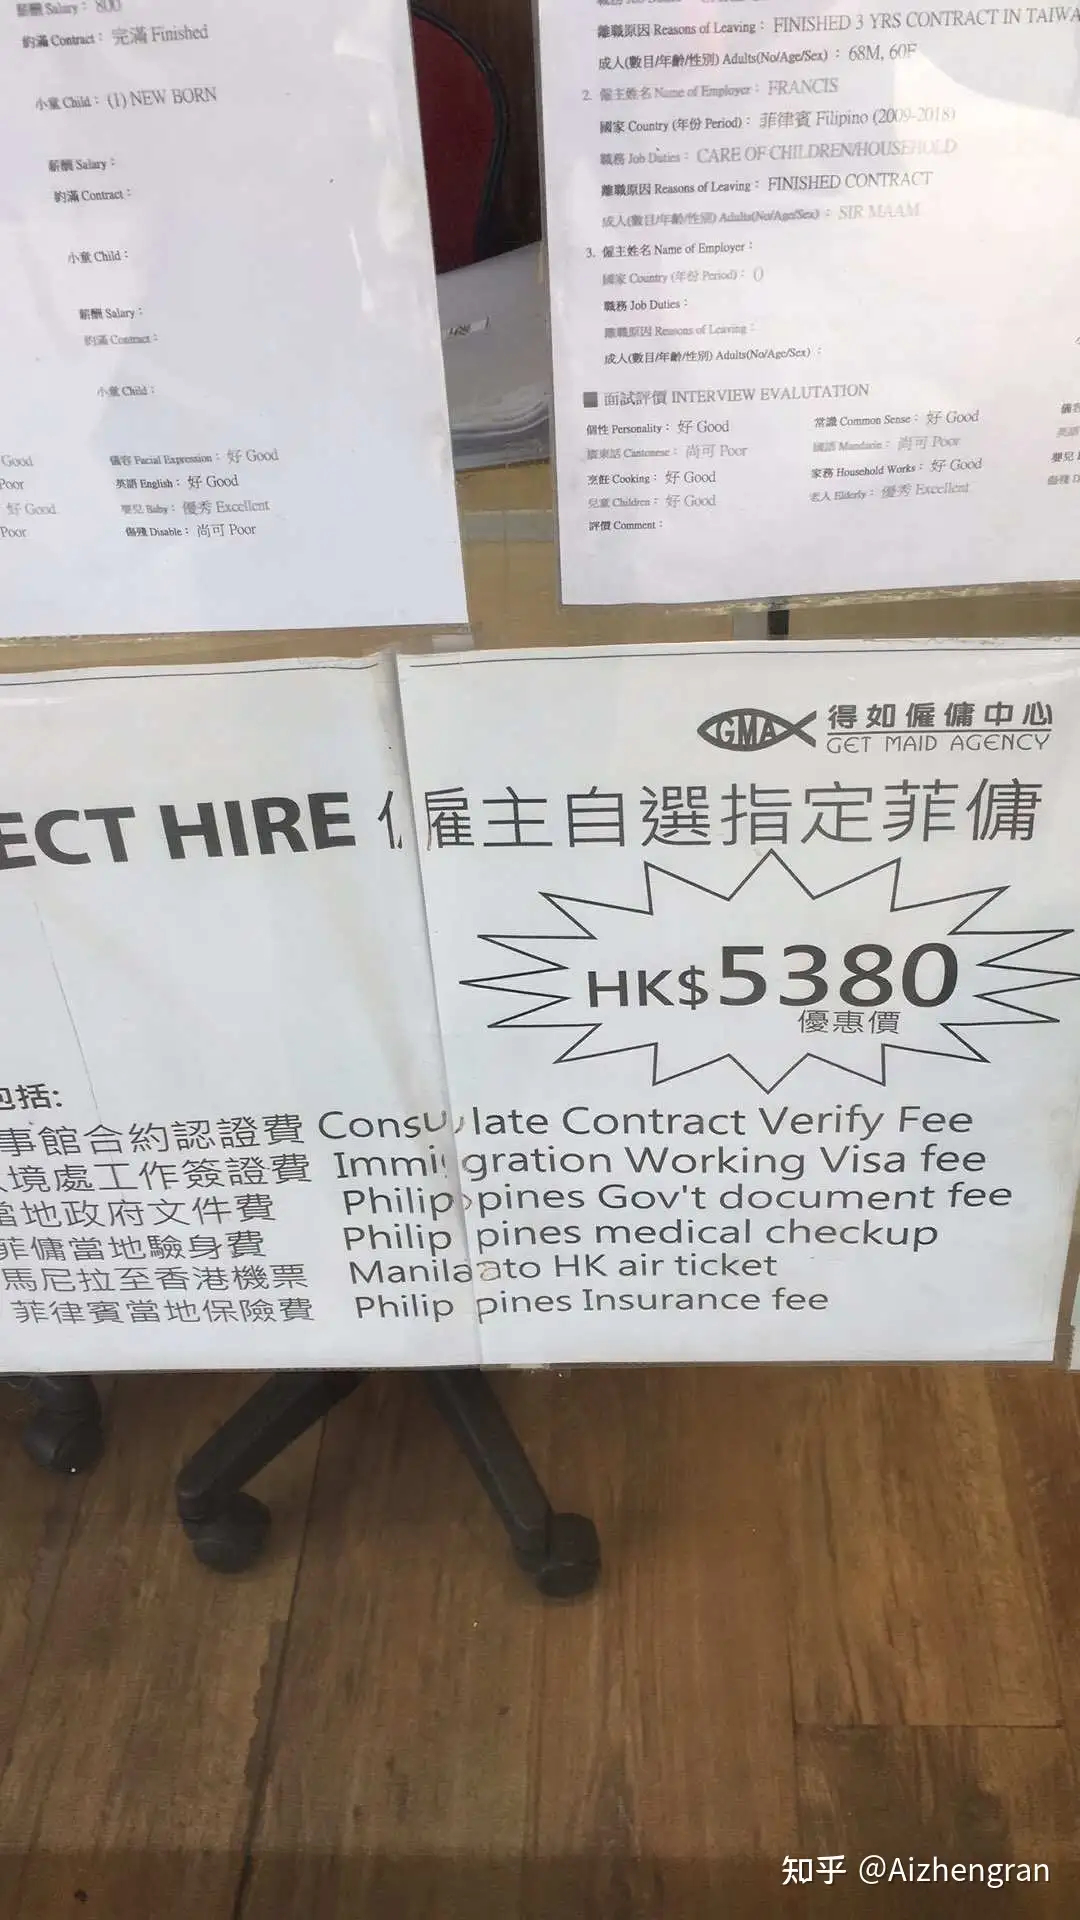 薪酬 Salary： 800
約滿 Contract： 完滿 Finished
小童 Child： (1) NEW BORN
薪酬 Salary：
約滿 Contract：
小童 Child：
薪酬 Salary：
約滿 Contract：
小童 Child：
Good
儀容 Facial Expression： 好 Good
Poor
英語 English： 好 Good
好 Good
嬰兒 Baby： 優秀 Excellent
Poor
傷殘 Disable： 尚可 Poor
離職原因 Reasons of Leaving： FINISHED 3 YRS CONTRACT IN TAIWA
成人(數目/年齡/性別) Adults(No/Age/Sex) ： 68M, 60F
2. 僱主姓名 Name of Employer： FRANCIS
國家 Country (年份 Period)： 菲律賓 Filipino (2009-2018)
職務 Job Duties： CARE OF CHILDREN/HOUSEHOLD
離職原因 Reasons of Leaving： FINISHED CONTRACT
成人(數目/年齡/性別) Adults(No/Age/Sex)： SIR MAAM
3. 僱主姓名 Name of Employer：
國家 Country (年份 Period)： ()
職務 Job Duties：
離職原因 Reasons of Leaving：
成人(數目/年齡/性別) Adults(No/Age/Sex) ：
■ 面試評價 INTERVIEW EVALUTATION
個性 Personality： 好 Good 常識 Common Sense： 好 Good 儀容
廣東話 Cantonese： 尚可 Poor 國語 Mandarin： 尚可 Poor 英語
烹飪 Cooking： 好 Good 家務 Household Works： 好 Good 嬰兒
兒童 Children： 好 Good 老人 Elderly： 優秀 Excellent 傷殘 D
評價 Comment：
GMA 得如僱傭中心
GET MAID AGENCY
ECT HIRE 僱主自選指定菲傭
HK$5380
優惠價
包括:
事館合約認證費 Consulate Contract Verify Fee
境處工作簽證費 Immigration Working Visa fee
當地政府文件費 Philippines Gov't document fee
菲傭當地驗身費 Philippines medical checkup
馬尼拉至香港機票 Manila to HK air ticket
菲律賓當地保險費 Philippines Insurance fee
知乎 @Aizhengran